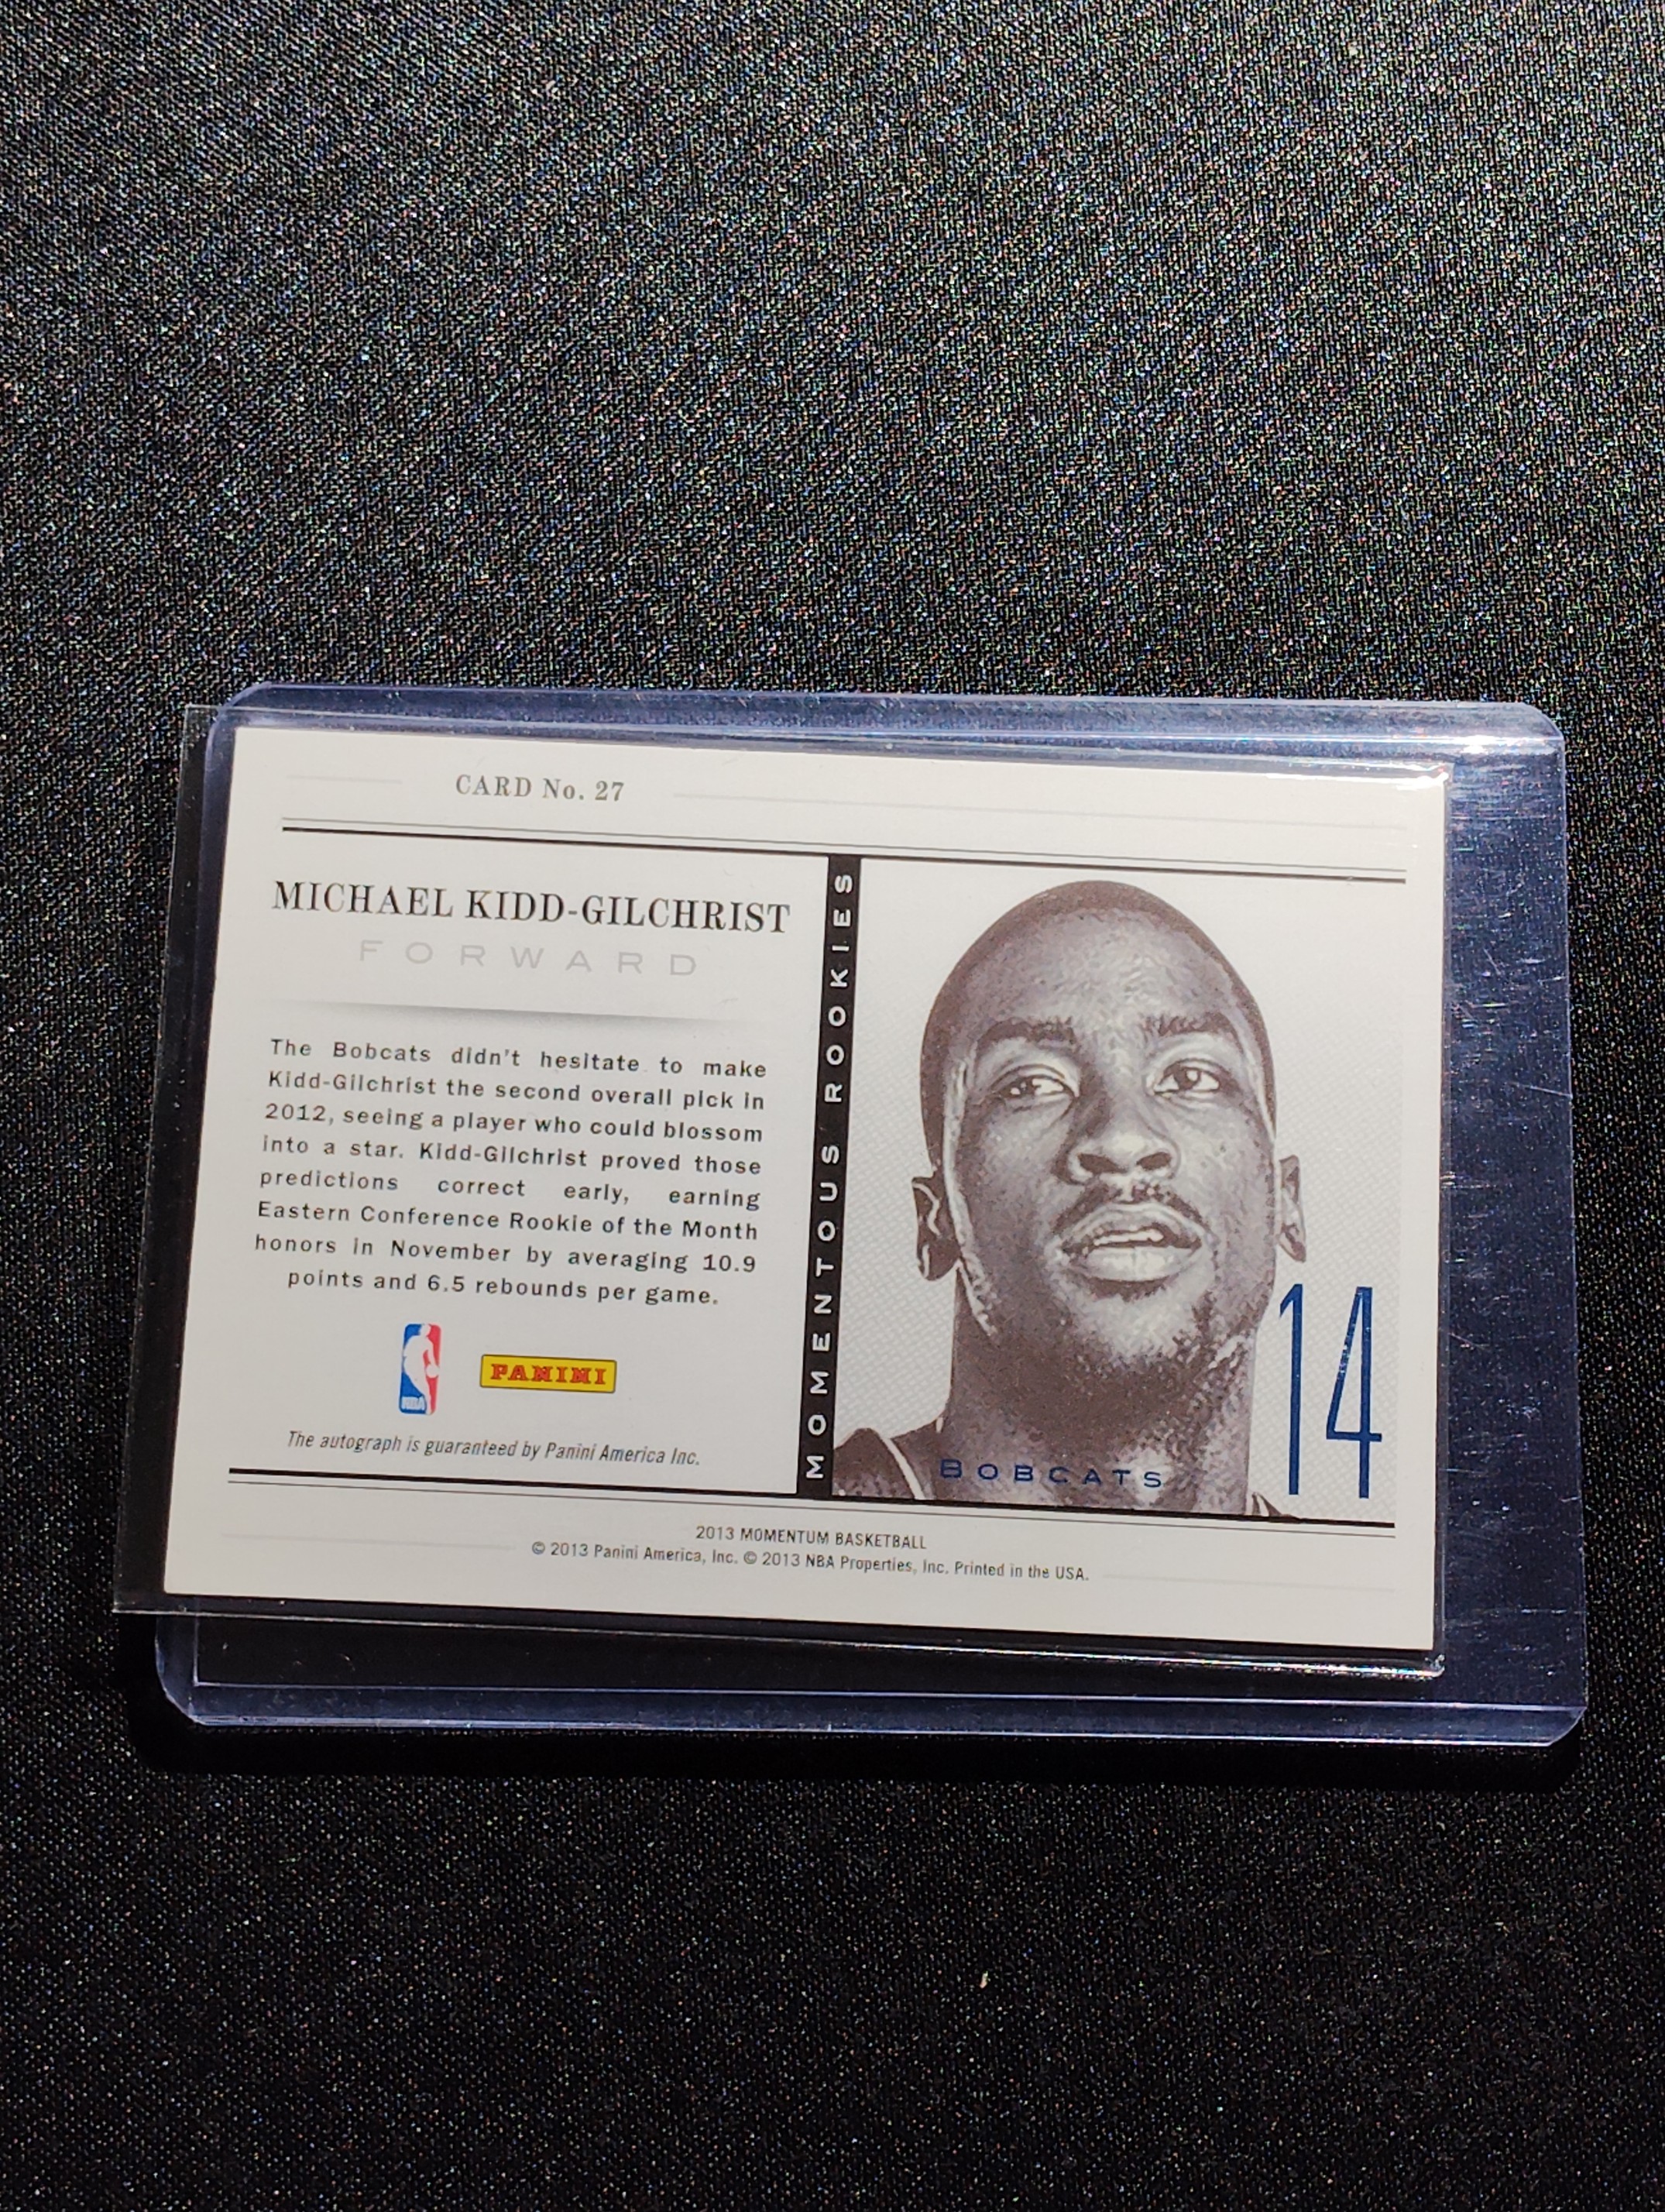 CARD No. 27
MICHAEL KIDD-GILCHRIST
FORWARD
The Bobcats didn't hesitate to make
Kidd-Gilchrist the second overall pick in
2012, seeing a player who could blossom
into a star. Kidd-Gilchrist proved those
predictions correct early, earning
Eastern Conference Rookie of the Month
honors in November by averaging 10.9
points and 6.5 rebounds per game.
NBA
PANINI
The autograph is guaranteed by Panini America Inc.
MOMENTOUS ROOKIES
BOBCATS
14
2013 MOMENTUM BASKETBALL
© 2013 Panini America, Inc. © 2013 NBA Properties, Inc. Printed in the USA.